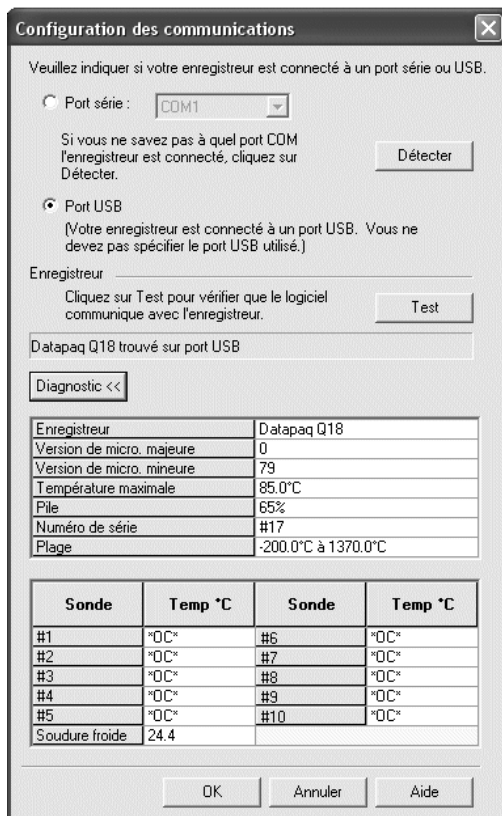 Configuration des communications
Veuillez indiquer si votre enregistreur est connecté à un port série ou USB.
Port série :
COM1
Si vous ne savez pas à quel port COM
l'enregistreur est connecté, cliquez sur
Détecter.
Détecter
Port USB
(Votre enregistreur est connecté à un port USB. Vous ne
devez pas spécifier le port USB utilisé.)
Enregistreur
Cliquez sur Test pour vérifier que le logiciel
communique avec l'enregistreur.
Test
Datapaq Q18 trouvé sur port USB
Diagnostic <<
Enregistreur Datapaq Q18
Version de micro. majeure 0
Version de micro. mineure 79
Température maximale 85.0°C
Pile 65%
Numéro de série #17
Plage -200.0°C à 1370.0°C
Sonde Temp °C Sonde Temp °C
#1 *OC* #6 *OC*
#2 *OC* #7 *OC*
#3 *OC* #8 *OC*
#4 *OC* #9 *OC*
#5 *OC* #10 *OC*
Soudure froide 24.4
OK Annuler Aide